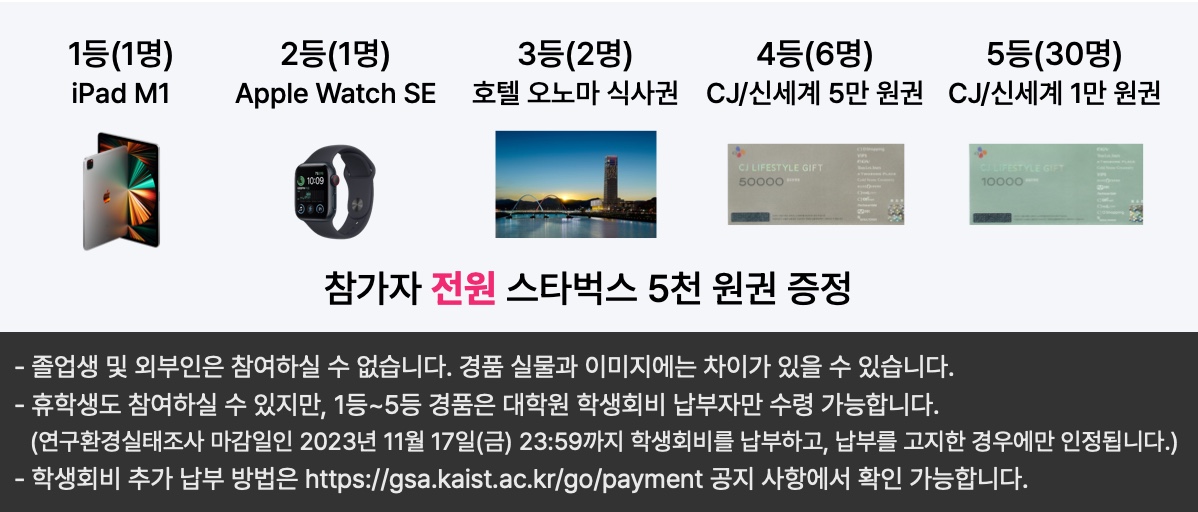 1등(1명) 2등(1명) 3등(2명) 4등(6명) 5등(30명)
iPad M1 Apple Watch SE 호텔 오노마 식사권 CJ/신세계 5만 원권 CJ/신세계 1만 원권
10:09
CJ LIFESTYLE GIFT CJ LIFESTYLE GIFT
50000 10000
참가자 전원 스타벅스 5천 원권 증정
- 졸업생 및 외부인은 참여하실 수 없습니다. 경품 실물과 이미지에는 차이가 있을 수 있습니다.
- 휴학생도 참여하실 수 있지만, 1등~5등 경품은 대학원 학생회비 납부자만 수령 가능합니다.
(연구환경실태조사 마감일인 2023년 11월 17일(금) 23:59까지 학생회비를 납부하고, 납부를 고지한 경우에만 인정됩니다.)
- 학생회비 추가 납부 방법은 https://gsa.kaist.ac.kr/go/payment 공지 사항에서 확인 가능합니다.